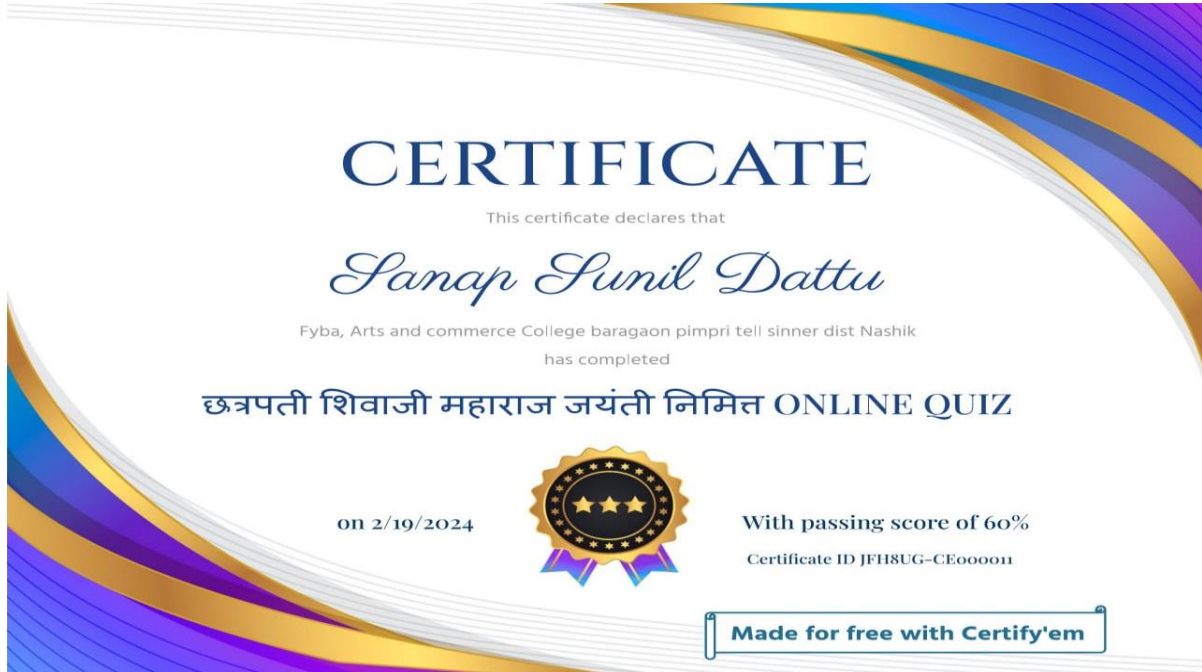 CERTIFICATE
This certificate declares that
Sanap Sunil Dattu
Fyba, Arts and commerce College baragaon pimpri tell sinner dist Nashik
has completed
छत्रपती शिवाजी महाराज जयंती निमित्त ONLINE QUIZ
on 2/19/2024
With passing score of 60%
Certificate ID JFH8UG-CE000011
Made for free with Certify'em